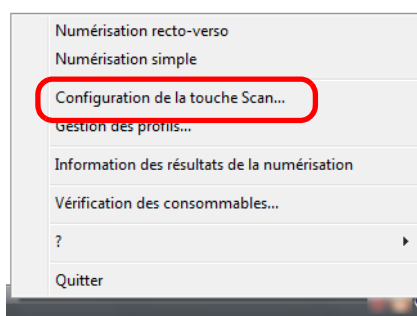 Numérisation recto-verso
Numérisation simple
Configuration de la touche Scan...
Gestion des profils...
Information des résultats de la numérisation
Vérification des consommables...
?
Quitter